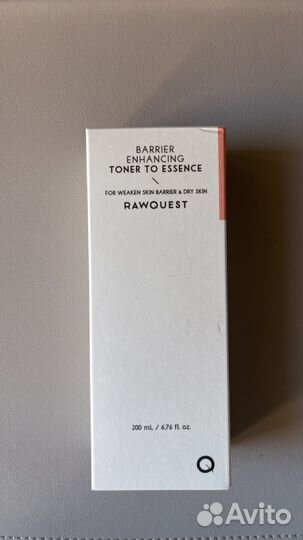 BARRIER
ENHANCING
TONER TO ESSENCE
FOR WEAKEN SKIN BARRIER & DRY SKIN
RAWQUEST
200 mL / 6.76 fl. oz.
Q
Avito